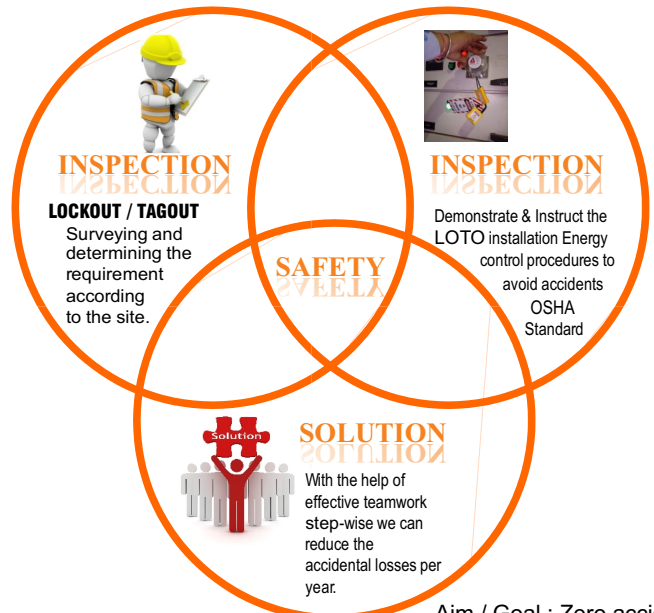 INSPECTION
LOCKOUT / TAGOUT
Surveying and
determining the
requirement
according
to the site.
INSPECTION
Demonstrate & Instruct the
LOTO installation Energy
control procedures to
avoid accidents
OSHA
Standard
SAFETY
Solution
SOLUTION
With the help of
effective teamwork
step-wise we can
reduce the
accidental losses per
year.
Aim / Goal : Zero